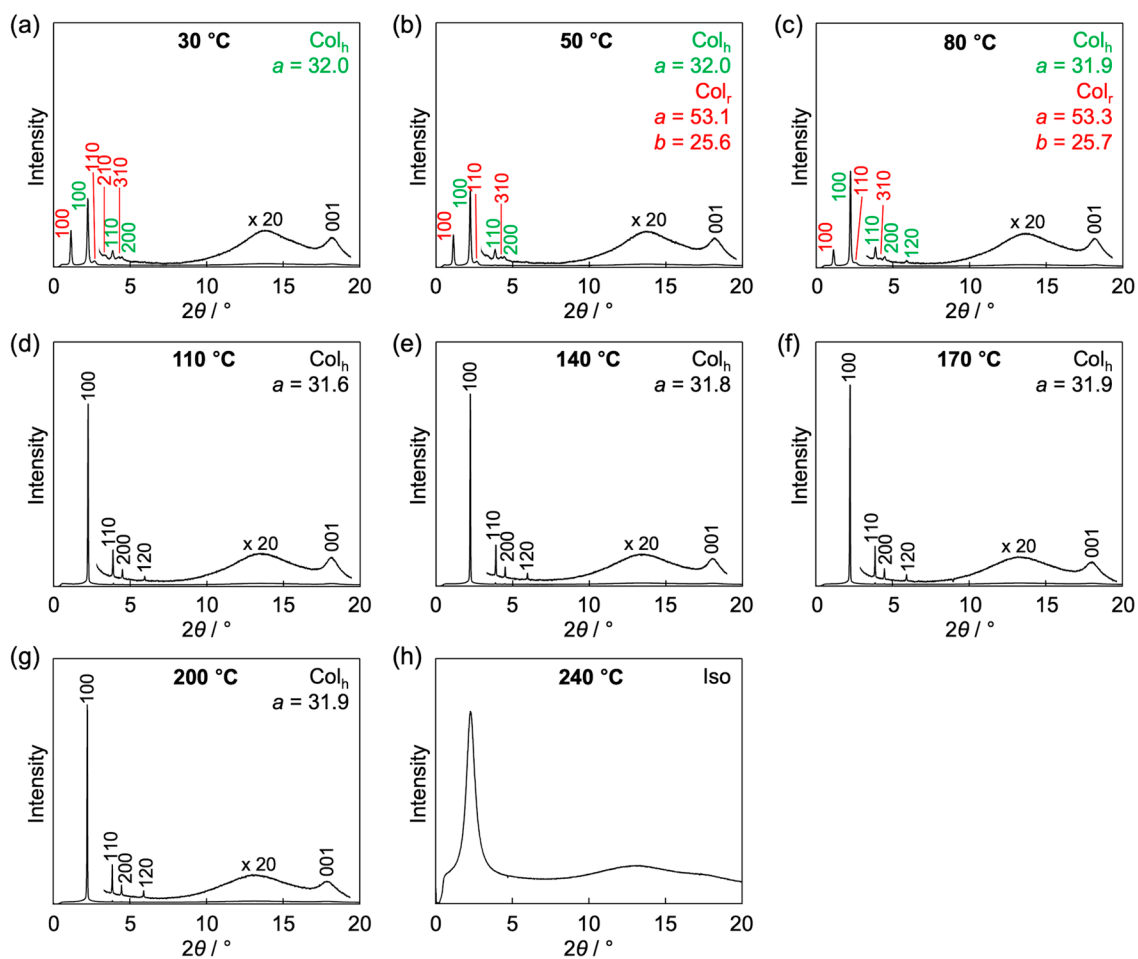 (a)
30 °C
Colh
a = 32.0
Intensity
100
100
110
210
310
110
200
x 20
001
0 5 10 15 20
2θ / °
(b)
50 °C
Colh
a = 32.0
Colr
a = 53.1
b = 25.6
Intensity
100
100
110
310
110
200
x 20
001
0 5 10 15 20
2θ / °
(c)
80 °C
Colh
a = 31.9
Colr
a = 53.3
b = 25.7
Intensity
100
100
110
310
110
200
120
x 20
001
0 5 10 15 20
2θ / °
(d)
110 °C
Colh
a = 31.6
Intensity
100
110
200
120
x 20
001
0 5 10 15 20
2θ / °
(e)
140 °C
Colh
a = 31.8
Intensity
100
110
200
120
x 20
001
0 5 10 15 20
2θ / °
(f)
170 °C
Colh
a = 31.9
Intensity
100
110
200
120
x 20
001
0 5 10 15 20
2θ / °
(g)
200 °C
Colh
a = 31.9
Intensity
100
110
200
120
x 20
001
0 5 10 15 20
2θ / °
(h)
240 °C
Iso
Intensity
0 5 10 15 20
2θ / °